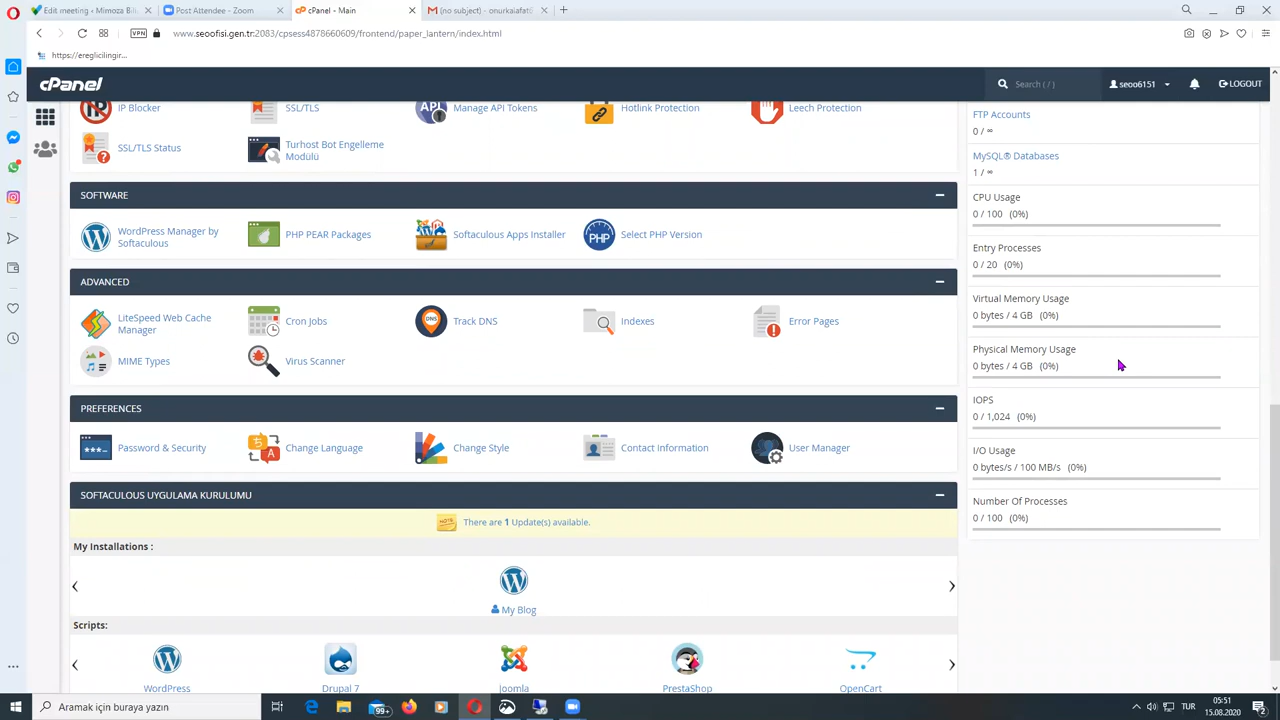 Edit meeting ‹ Mimoza Bil
Post Attendee - Zoom
cPanel - Main
(no subject) - onurkaiafat
VPN
www.seoofisi.gen.tr:2083/cpsess4878660609/frontend/paper_lantern/index.html
https://ereglicilingir...
cPanel
Search ( / )
seoo6151
LOGOUT
IP Blocker
SSL/TLS
Manage API Tokens
Hotlink Protection
Leech Protection
SSL/TLS Status
Turhost Bot Engelleme
Modülü
SOFTWARE
WordPress Manager by
Softaculous
PHP PEAR Packages
Softaculous Apps Installer
Select PHP Version
ADVANCED
LiteSpeed Web Cache
Manager
Cron Jobs
Track DNS
Indexes
Error Pages
MIME Types
Virus Scanner
PREFERENCES
Password & Security
Change Language
Change Style
Contact Information
User Manager
SOFTACULOUS UYGULAMA KURULUMU
There are 1 Update(s) available.
My Installations :
My Blog
Scripts:
WordPress
Drupal 7
Joomla
PrestaShop
OpenCart
FTP Accounts
0 / ∞
MySQL® Databases
1 / ∞
CPU Usage
0 / 100 (0%)
Entry Processes
0 / 20 (0%)
Virtual Memory Usage
0 bytes / 4 GB (0%)
Physical Memory Usage
0 bytes / 4 GB (0%)
IOPS
0 / 1,024 (0%)
I/O Usage
0 bytes/s / 100 MB/s (0%)
Number Of Processes
0 / 100 (0%)
Aramak için buraya yazın
99+
TUR
05:51
15.08.2020
2